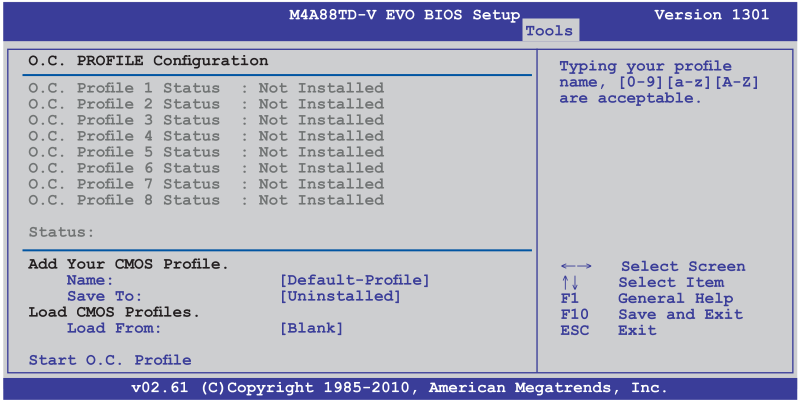 M4A88TD-V EVO BIOS Setup Version 1301
Tools
O.C. PROFILE Configuration
O.C. Profile 1 Status : Not Installed
O.C. Profile 2 Status : Not Installed
O.C. Profile 3 Status : Not Installed
O.C. Profile 4 Status : Not Installed
O.C. Profile 5 Status : Not Installed
O.C. Profile 6 Status : Not Installed
O.C. Profile 7 Status : Not Installed
O.C. Profile 8 Status : Not Installed
Status:
Add Your CMOS Profile.
Name: [Default-Profile]
Save To: [Uninstalled]
Load CMOS Profiles.
Load From: [Blank]
Start O.C. Profile
Typing your profile
name, [0-9][a-z][A-Z]
are acceptable.
←→ Select Screen
↑↓ Select Item
F1 General Help
F10 Save and Exit
ESC Exit
v02.61 (C)Copyright 1985-2010, American Megatrends, Inc.